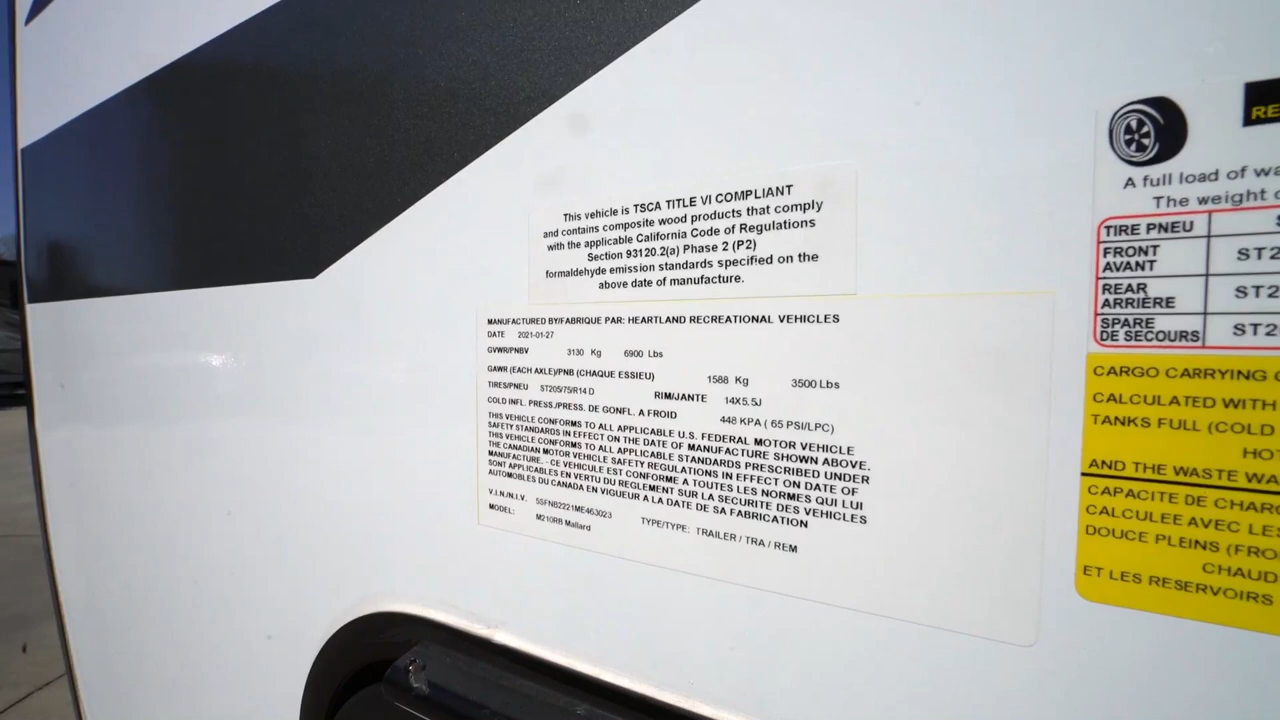 This vehicle is TSCA TITLE VI COMPLIANT
and contains composite wood products that comply
with the applicable California Code of Regulations
Section 93120.2(a) Phase 2 (P2)
formaldehyde emission standards specified on the
above date of manufacture.
MANUFACTURED BY/FABRIQUE PAR: HEARTLAND RECREATIONAL VEHICLES
DATE 2021-01-27
GVWR/PNBV 3130 Kg 6900 Lbs
GAWR (EACH AXLE)/PNB (CHAQUE ESSIEU) 1588 Kg 3500 Lbs
TIRES/PNEU ST205/75/R14 D RIM/JANTE 14X5.5J
COLD INFL. PRESS./PRESS. DE GONFL. A FROID 448 KPA ( 65 PSI/LPC)
THIS VEHICLE CONFORMS TO ALL APPLICABLE U.S. FEDERAL MOTOR VEHICLE
SAFETY STANDARDS IN EFFECT ON THE DATE OF MANUFACTURE SHOWN ABOVE.
THIS VEHICLE CONFORMS TO ALL APPLICABLE STANDARDS PRESCRIBED UNDER
THE CANADIAN MOTOR VEHICLE SAFETY REGULATIONS IN EFFECT ON DATE OF
MANUFACTURE. - CE VEHICULE EST CONFORME A TOUTES LES NORMES QUI LUI
SONT APPLICABLES EN VERTU DU REGLEMENT SUR LA SECURITE DES VEHICLES
AUTOMOBILES DU CANADA EN VIGUEUR A LA DATE DE SA FABRICATION
V.I.N./N.I.V. 5SFNB2221ME463023 TYPE/TYPE: TRAILER / TRA / REM
MODEL: M210RB Mallard
RE
A full load of wa
The weight
TIRE PNEU
FRONT ST2
AVANT
REAR ST2
ARRIÈRE
SPARE ST2
DE SECOURS
CARGO CARRYING
CALCULATED WITH
TANKS FULL (COLD
HOT
AND THE WASTE WA
CAPACITE DE CHARG
CALCULEE AVEC LES
DOUCE PLEINS (FRO
CHAUD
ET LES RESERVOIRS